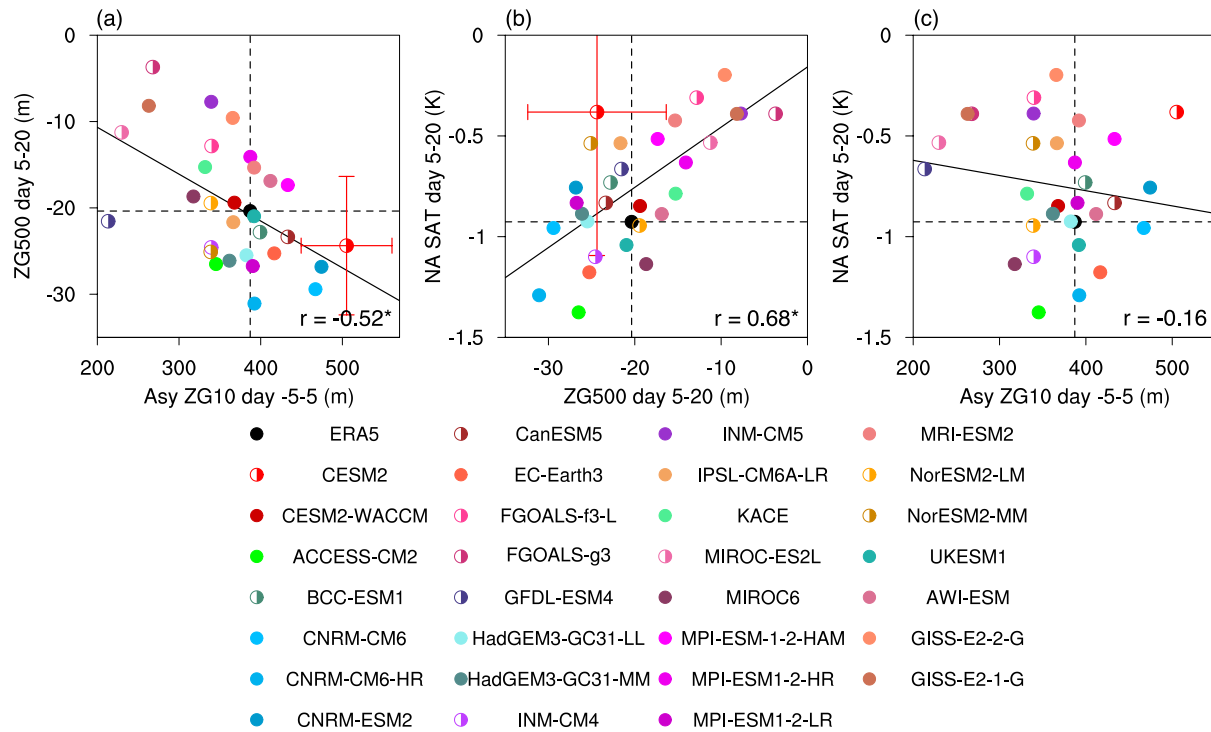 (a)
(b)
(c)
0
-10
-20
-30
ZG500 day 5-20 (m)
200
300
400
500
Asy ZG10 day -5-5 (m)
r = -0.52*
0
-0.5
-1
-1.5
NA SAT day 5-20 (K)
-30
-20
-10
0
ZG500 day 5-20 (m)
r = 0.68*
0
-0.5
-1
-1.5
NA SAT day 5-20 (K)
200
300
400
500
Asy ZG10 day -5-5 (m)
r = -0.16
ERA5 CanESM5 INM-CM5 MRI-ESM2
CESM2 EC-Earth3 IPSL-CM6A-LR NorESM2-LM
CESM2-WACCM FGOALS-f3-L KACE NorESM2-MM
ACCESS-CM2 FGOALS-g3 MIROC-ES2L UKESM1
BCC-ESM1 GFDL-ESM4 MIROC6 AWI-ESM
CNRM-CM6 HadGEM3-GC31-LL MPI-ESM-1-2-HAM GISS-E2-2-G
CNRM-CM6-HR HadGEM3-GC31-MM MPI-ESM1-2-HR GISS-E2-1-G
CNRM-ESM2 INM-CM4 MPI-ESM1-2-LR